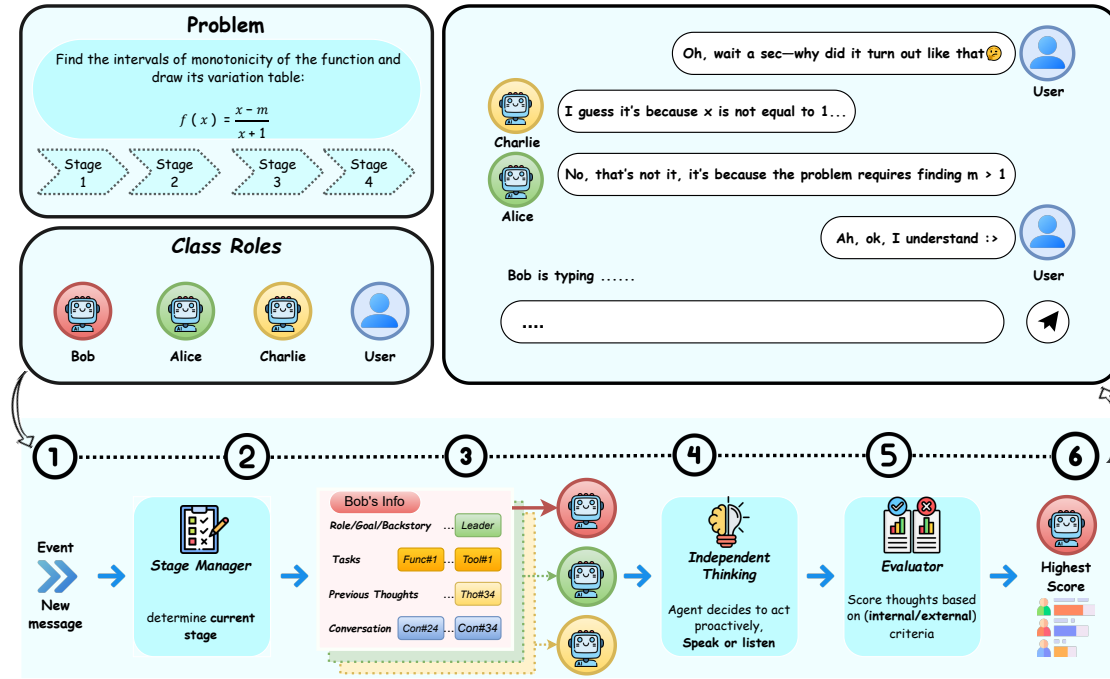 Problem
Find the intervals of monotonicity of the function and
draw its variation table:
f ( x ) = \frac{x − m}{x + 1}
Stage
1
Stage
2
Stage
3
Stage
4
Class Roles
Bob
Alice
Charlie
User
Oh, wait a sec—why did it turn out like that🤔
User
I guess it's because x is not equal to 1...
Charlie
No, that's not it, it's because the problem requires finding m > 1
Alice
Ah, ok, I understand :>
User
Bob is typing ......
....
1
2
3
4
5
6
Event
New
message
Stage Manager
determine current
stage
Bob's Info
Role/Goal/Backstory ... Leader
Tasks Func#1 ... Tool#1
Previous Thoughts ... Tho#34
Conversation Con#24 ... Con#34
Independent
Thinking
Agent decides to act
proactively,
Speak or listen
Evaluator
Score thoughts based
on (internal/external)
criteria
Highest
Score